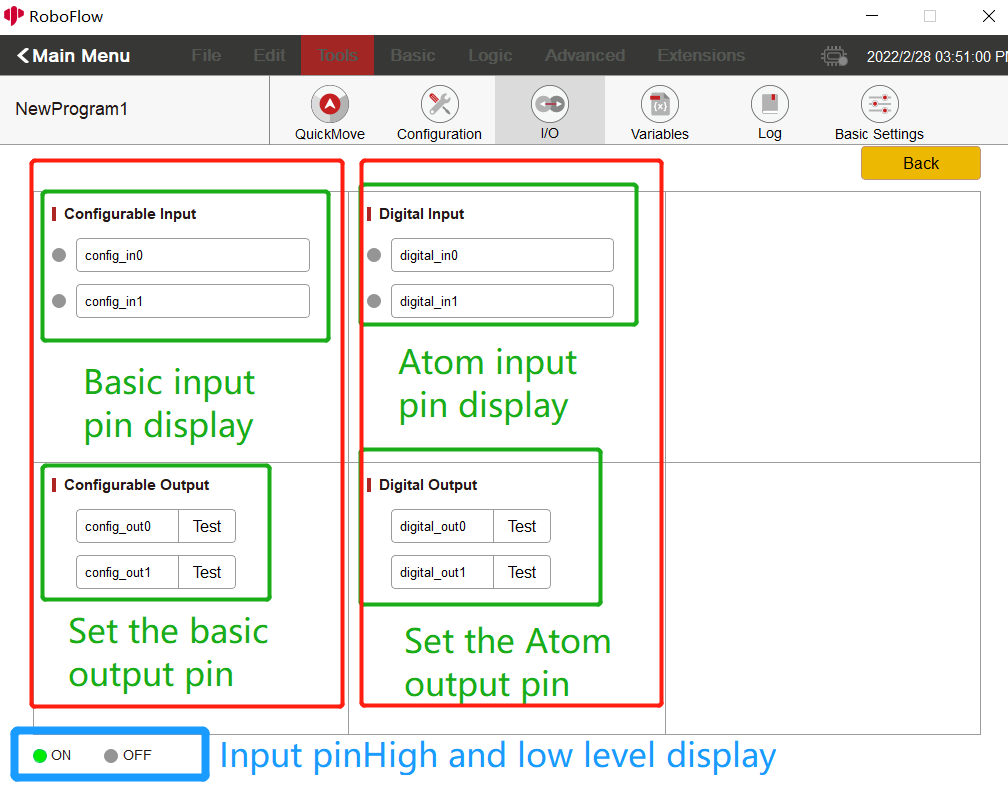 RoboFlow
Main Menu File Edit Tools Basic Logic Advanced Extensions 2022/2/28 03:51:00 PM
NewProgram1
QuickMove Configuration I/O Variables Log Basic Settings
Back
Configurable Input
config_in0
config_in1
Basic input
pin display
Digital Input
digital_in0
digital_in1
Atom input
pin display
Configurable Output
config_out0 Test
config_out1 Test
Set the basic
output pin
Digital Output
digital_out0 Test
digital_out1 Test
Set the Atom
output pin
ON OFF
Input pinHigh and low level display